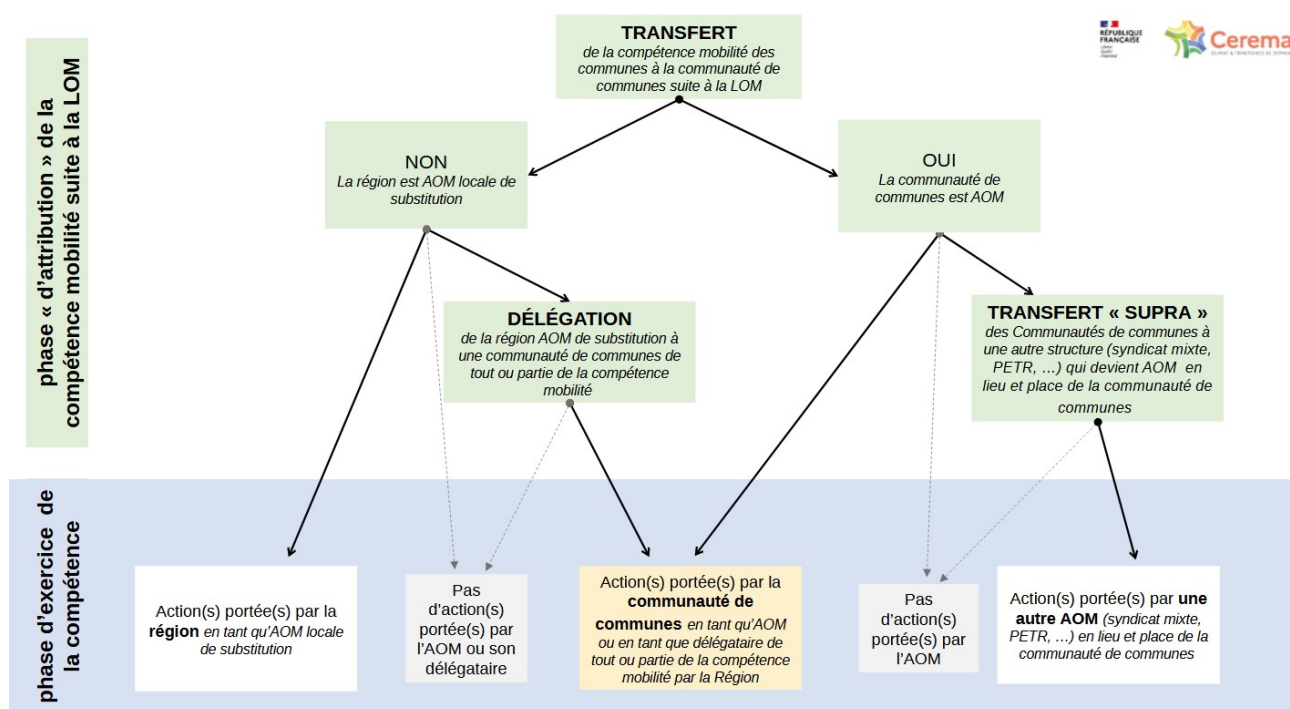 phase « d’attribution » de la
compétence mobilité suite à la LOM
TRANSFERT
de la compétence mobilité des
communes à la communauté de
communes suite à la LOM
RÉPUBLIQUE
FRANÇAISE
Cerema
NON
La région est AOM locale de
substitution
OUI
La communauté de
communes est AOM
DÉLÉGATION
de la région AOM de substitution à
une communauté de communes de
tout ou partie de la compétence
mobilité
TRANSFERT « SUPRA »
des Communautés de communes à
une autre structure (syndicat mixte,
PETR, ...) qui devient AOM en
lieu et place de la communauté de
communes
phase d’exercice de
la compétence
Action(s) portée(s) par la
région en tant qu’AOM locale
de substitution
Pas
d’action(s)
portée(s) par
l’AOM ou son
délégataire
Action(s) portée(s) par la
communauté de
communes en tant qu’AOM
ou en tant que délégataire de
tout ou partie de la compétence
mobilité par la Région
Pas
d’action(s)
portée(s) par
l’AOM
Action(s) portée(s) par une
autre AOM (syndicat mixte,
PETR, ...) en lieu et place de la
communauté de communes